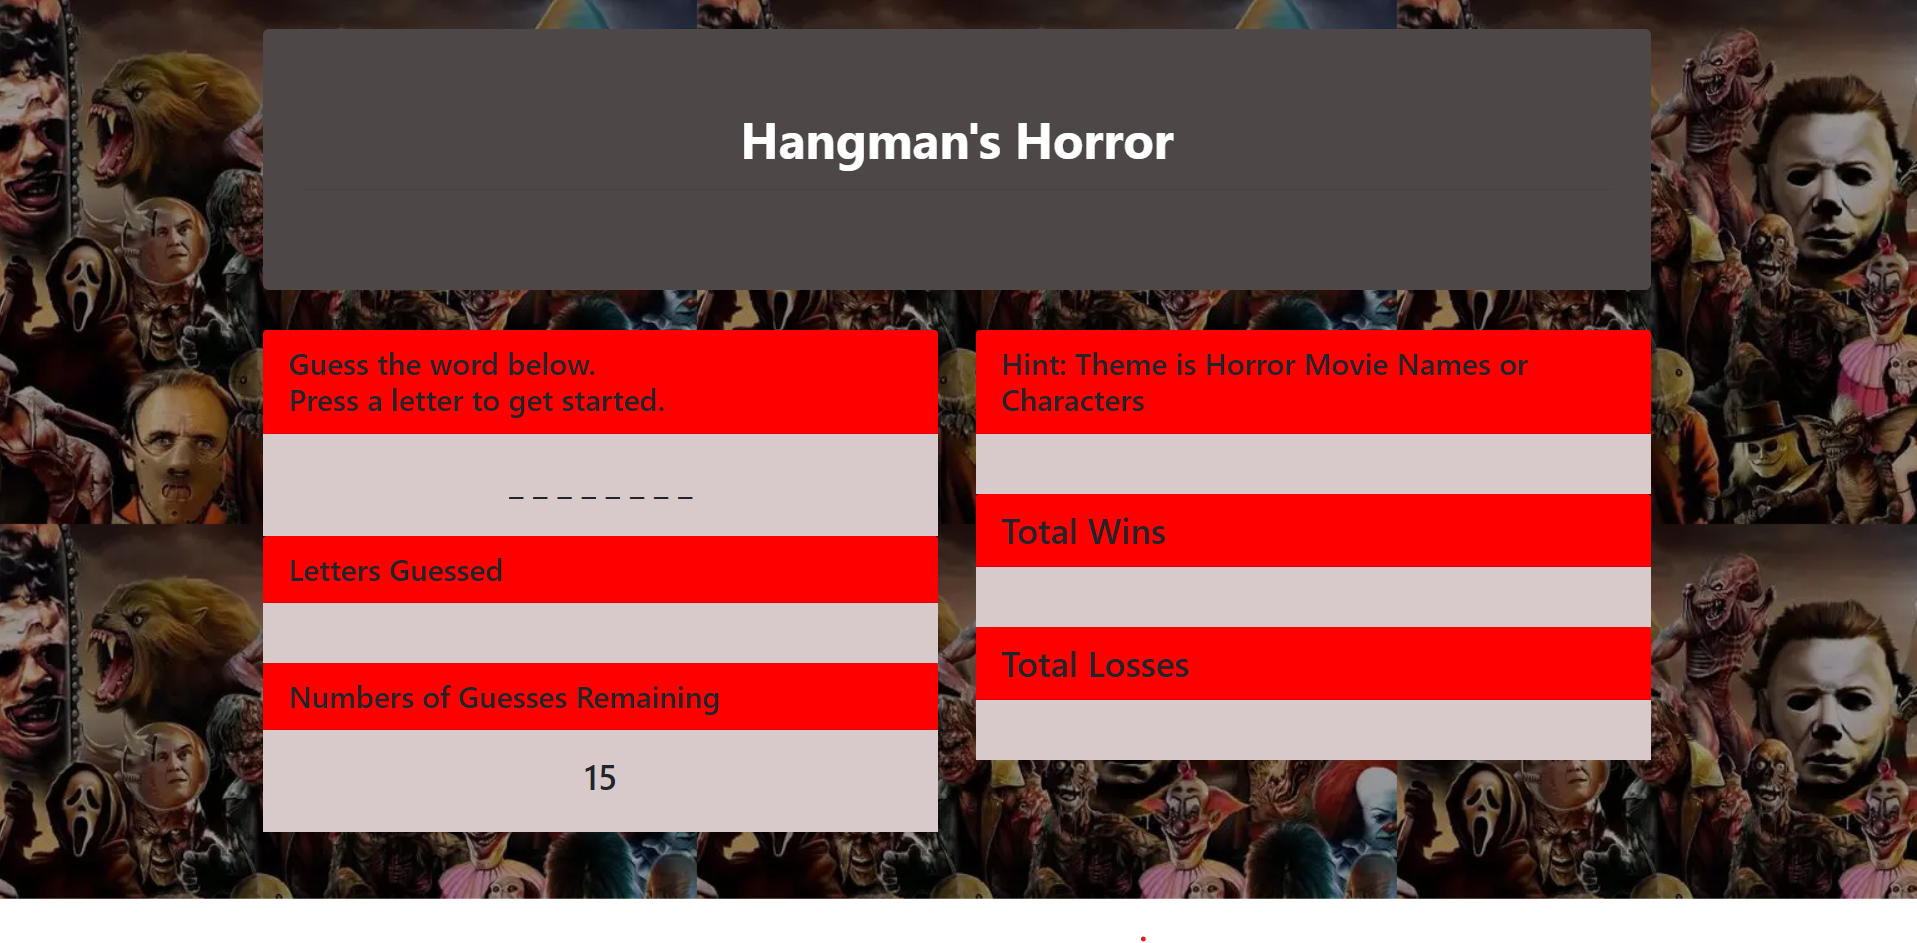 Hangman's Horror
Guess the word below.
Press a letter to get started.
_ _ _ _ _ _ _ _
Letters Guessed
Numbers of Guesses Remaining
15
Hint: Theme is Horror Movie Names or
Characters
Total Wins
Total Losses